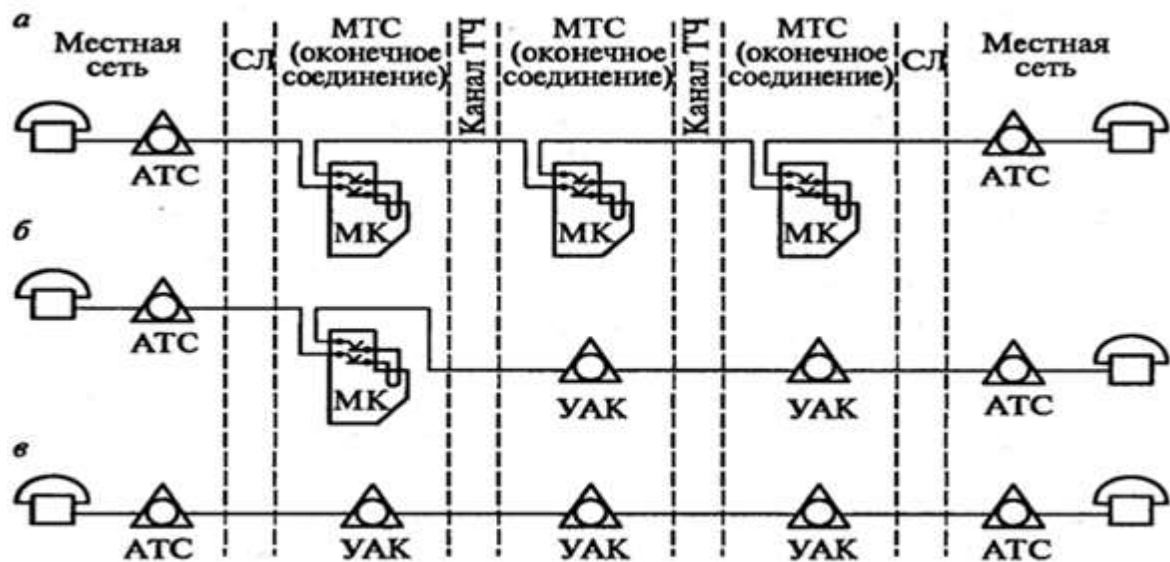 а
Местная
сеть
СЛ
МТС
(оконечное
соединение)
Канал ТЧ
МТС
(оконечное
соединение)
Канал ТЧ
МТС
(оконечное
соединение)
СЛ
Местная
сеть
АТС
МК
МК
МК
АТС
б
АТС
МК
УАК
УАК
АТС
в
АТС
УАК
УАК
УАК
АТС